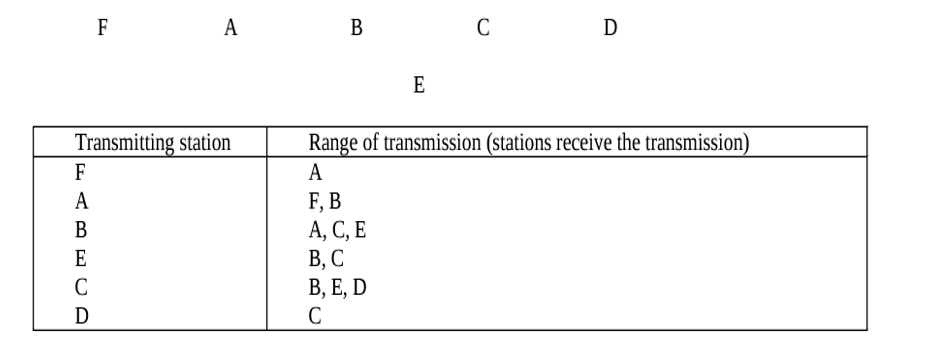 F A B C D
E
Transmitting station Range of transmission (stations receive the transmission)
F A
A F, B
B A, C, E
E B, C
C B, E, D
D C